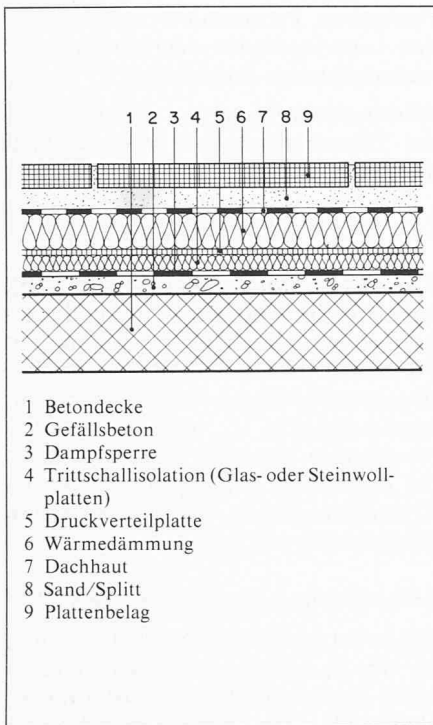 1 2 3 4 5 6 7 8 9
1 Betondecke
2 Gefällsbeton
3 Dampfsperre
4 Trittschallisolation (Glas- oder Steinwoll-
platten)
5 Druckverteilplatte
6 Wärmedämmung
7 Dachhaut
8 Sand/Splitt
9 Plattenbelag